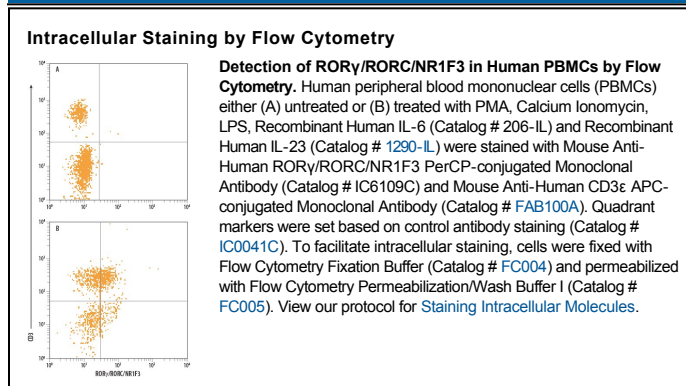 Intracellular Staining by Flow Cytometry
Detection of RORγ/RORC/NR1F3 in Human PBMCs by Flow
Cytometry. Human peripheral blood mononuclear cells (PBMCs)
either (A) untreated or (B) treated with PMA, Calcium Ionomycin,
LPS, Recombinant Human IL-6 (Catalog # 206-IL) and Recombinant
Human IL-23 (Catalog # 1290-IL) were stained with Mouse Anti-
Human RORγ/RORC/NR1F3 PerCP-conjugated Monoclonal
Antibody (Catalog # IC6109C) and Mouse Anti-Human CD3ε APC-
conjugated Monoclonal Antibody (Catalog # FAB100A). Quadrant
markers were set based on control antibody staining (Catalog #
IC0041C). To facilitate intracellular staining, cells were fixed with
Flow Cytometry Fixation Buffer (Catalog # FC004) and permeabilized
with Flow Cytometry Permeabilization/Wash Buffer I (Catalog #
FC005). View our protocol for Staining Intracellular Molecules.
A
B
CD3
RORγ/RORC/NR1F3